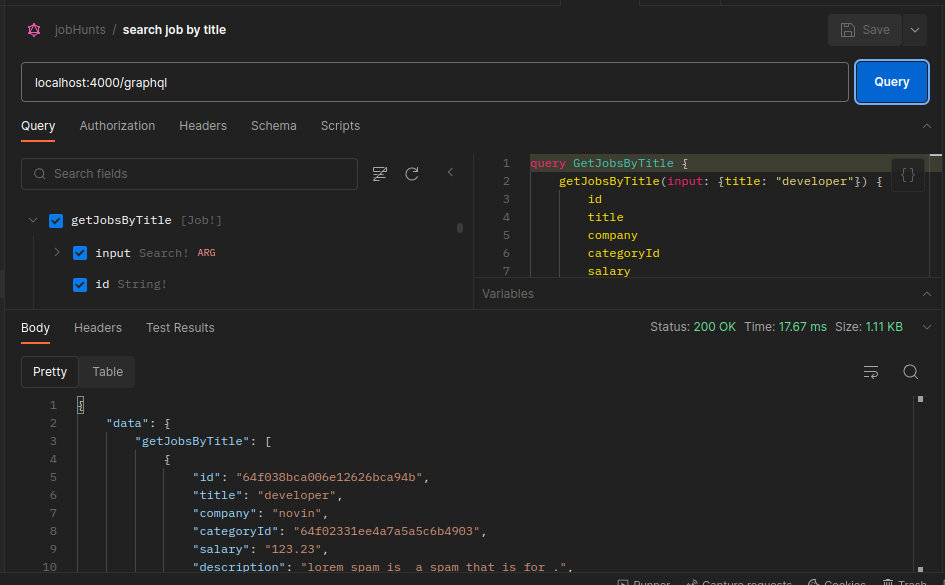 jobHunts / search job by title
Save
localhost:4000/graphql
Query
Query Authorization Headers Schema Scripts
Search fields
getJobsByTitle [Job!]
input Search! ARG
id String!
1 query GetJobsByTitle {
2 getJobsByTitle(input: {title: "developer"}) {
3 id
4 title
5 company
6 categoryId
7 salary
{}
Variables
Body Headers Test Results
Status: 200 OK Time: 17.67 ms Size: 1.11 KB
Pretty Table
1 {
2 "data": {
3 "getJobsByTitle": [
4 {
5 "id": "64f038bca006e12626bca94b",
6 "title": "developer",
7 "company": "novin",
8 "categoryId": "64f02331ee4a7a5a5c6b4903",
9 "salary": "123.23",
10 "description": "lorem spam is  a spam that is for .",
Runner Capture requests Cookies Trash